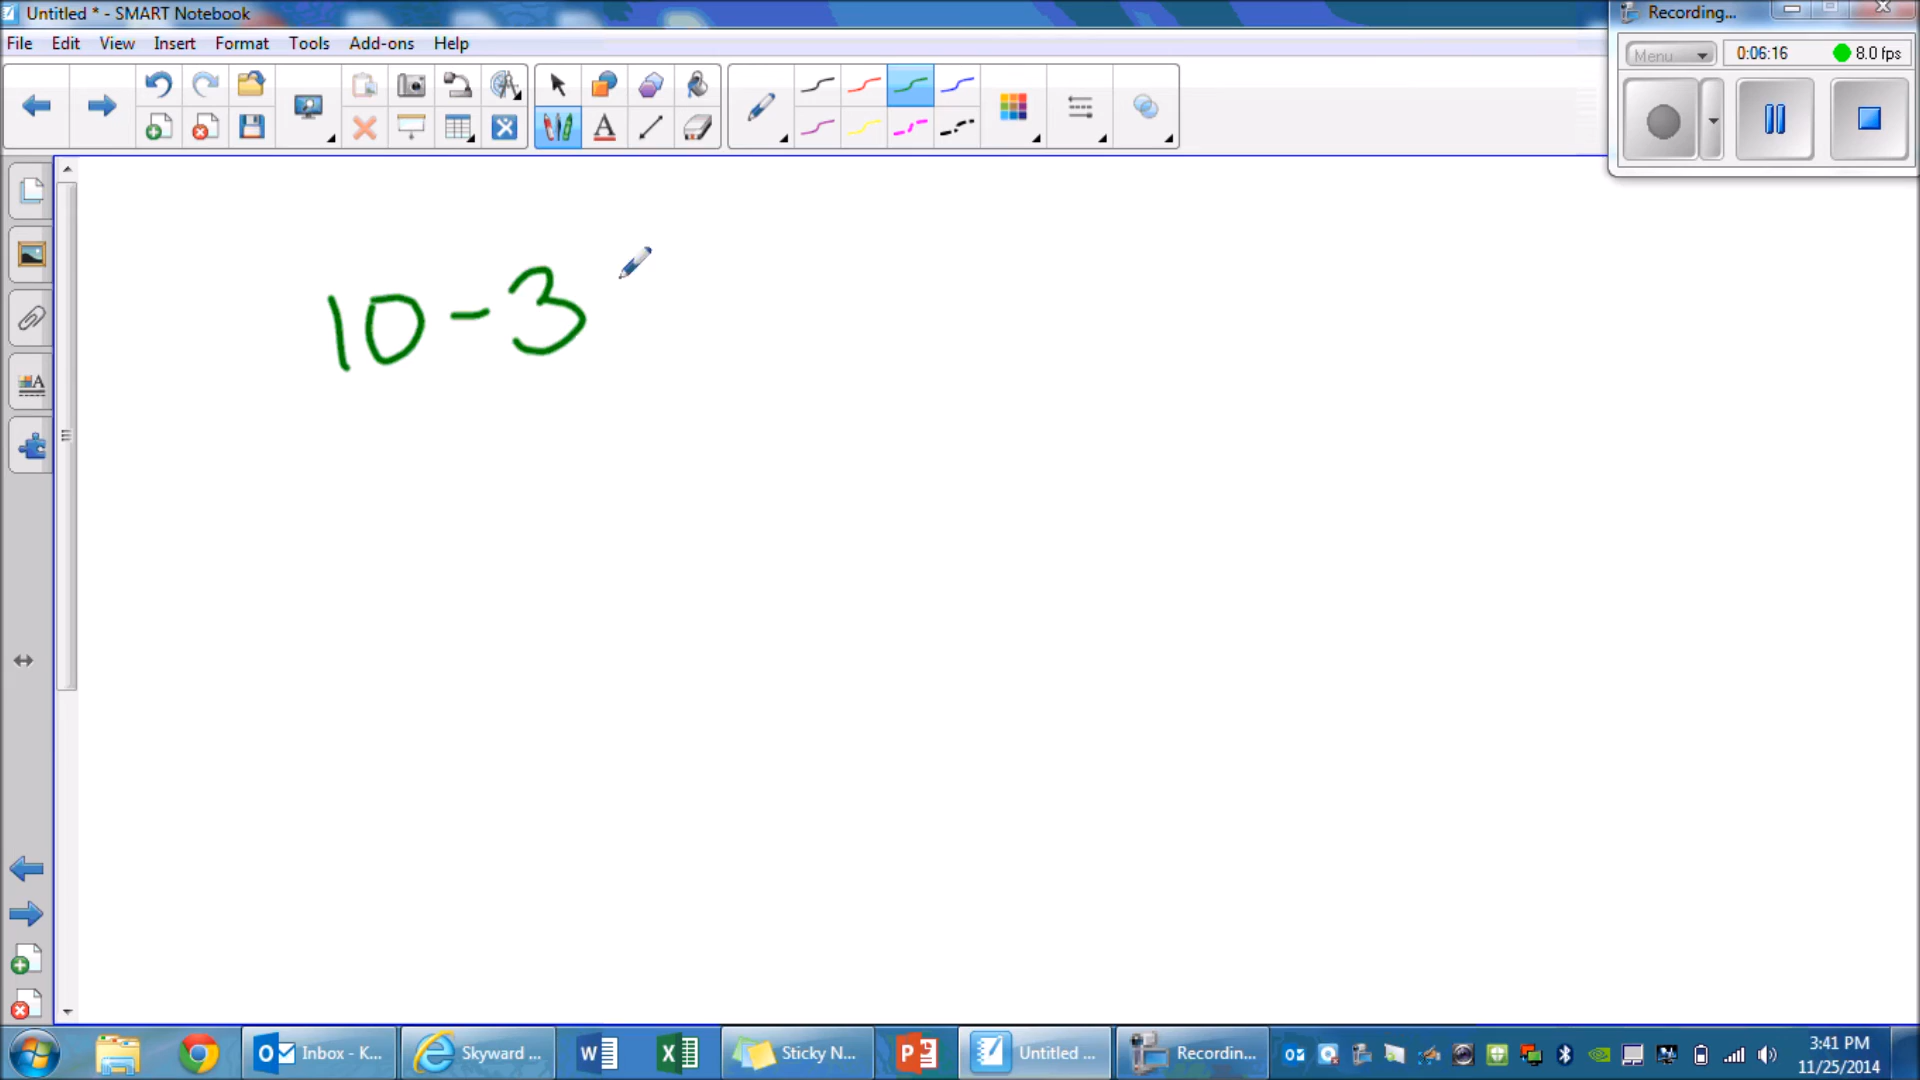 Untitled * - SMART Notebook
Recording...
File Edit View Insert Format Tools Add-ons Help
Menu 0:06:16 8.0 fps
10 - 3
Inbox - K... Skyward ... Sticky N... Untitled ... Recordin... 3:41 PM
11/25/2014